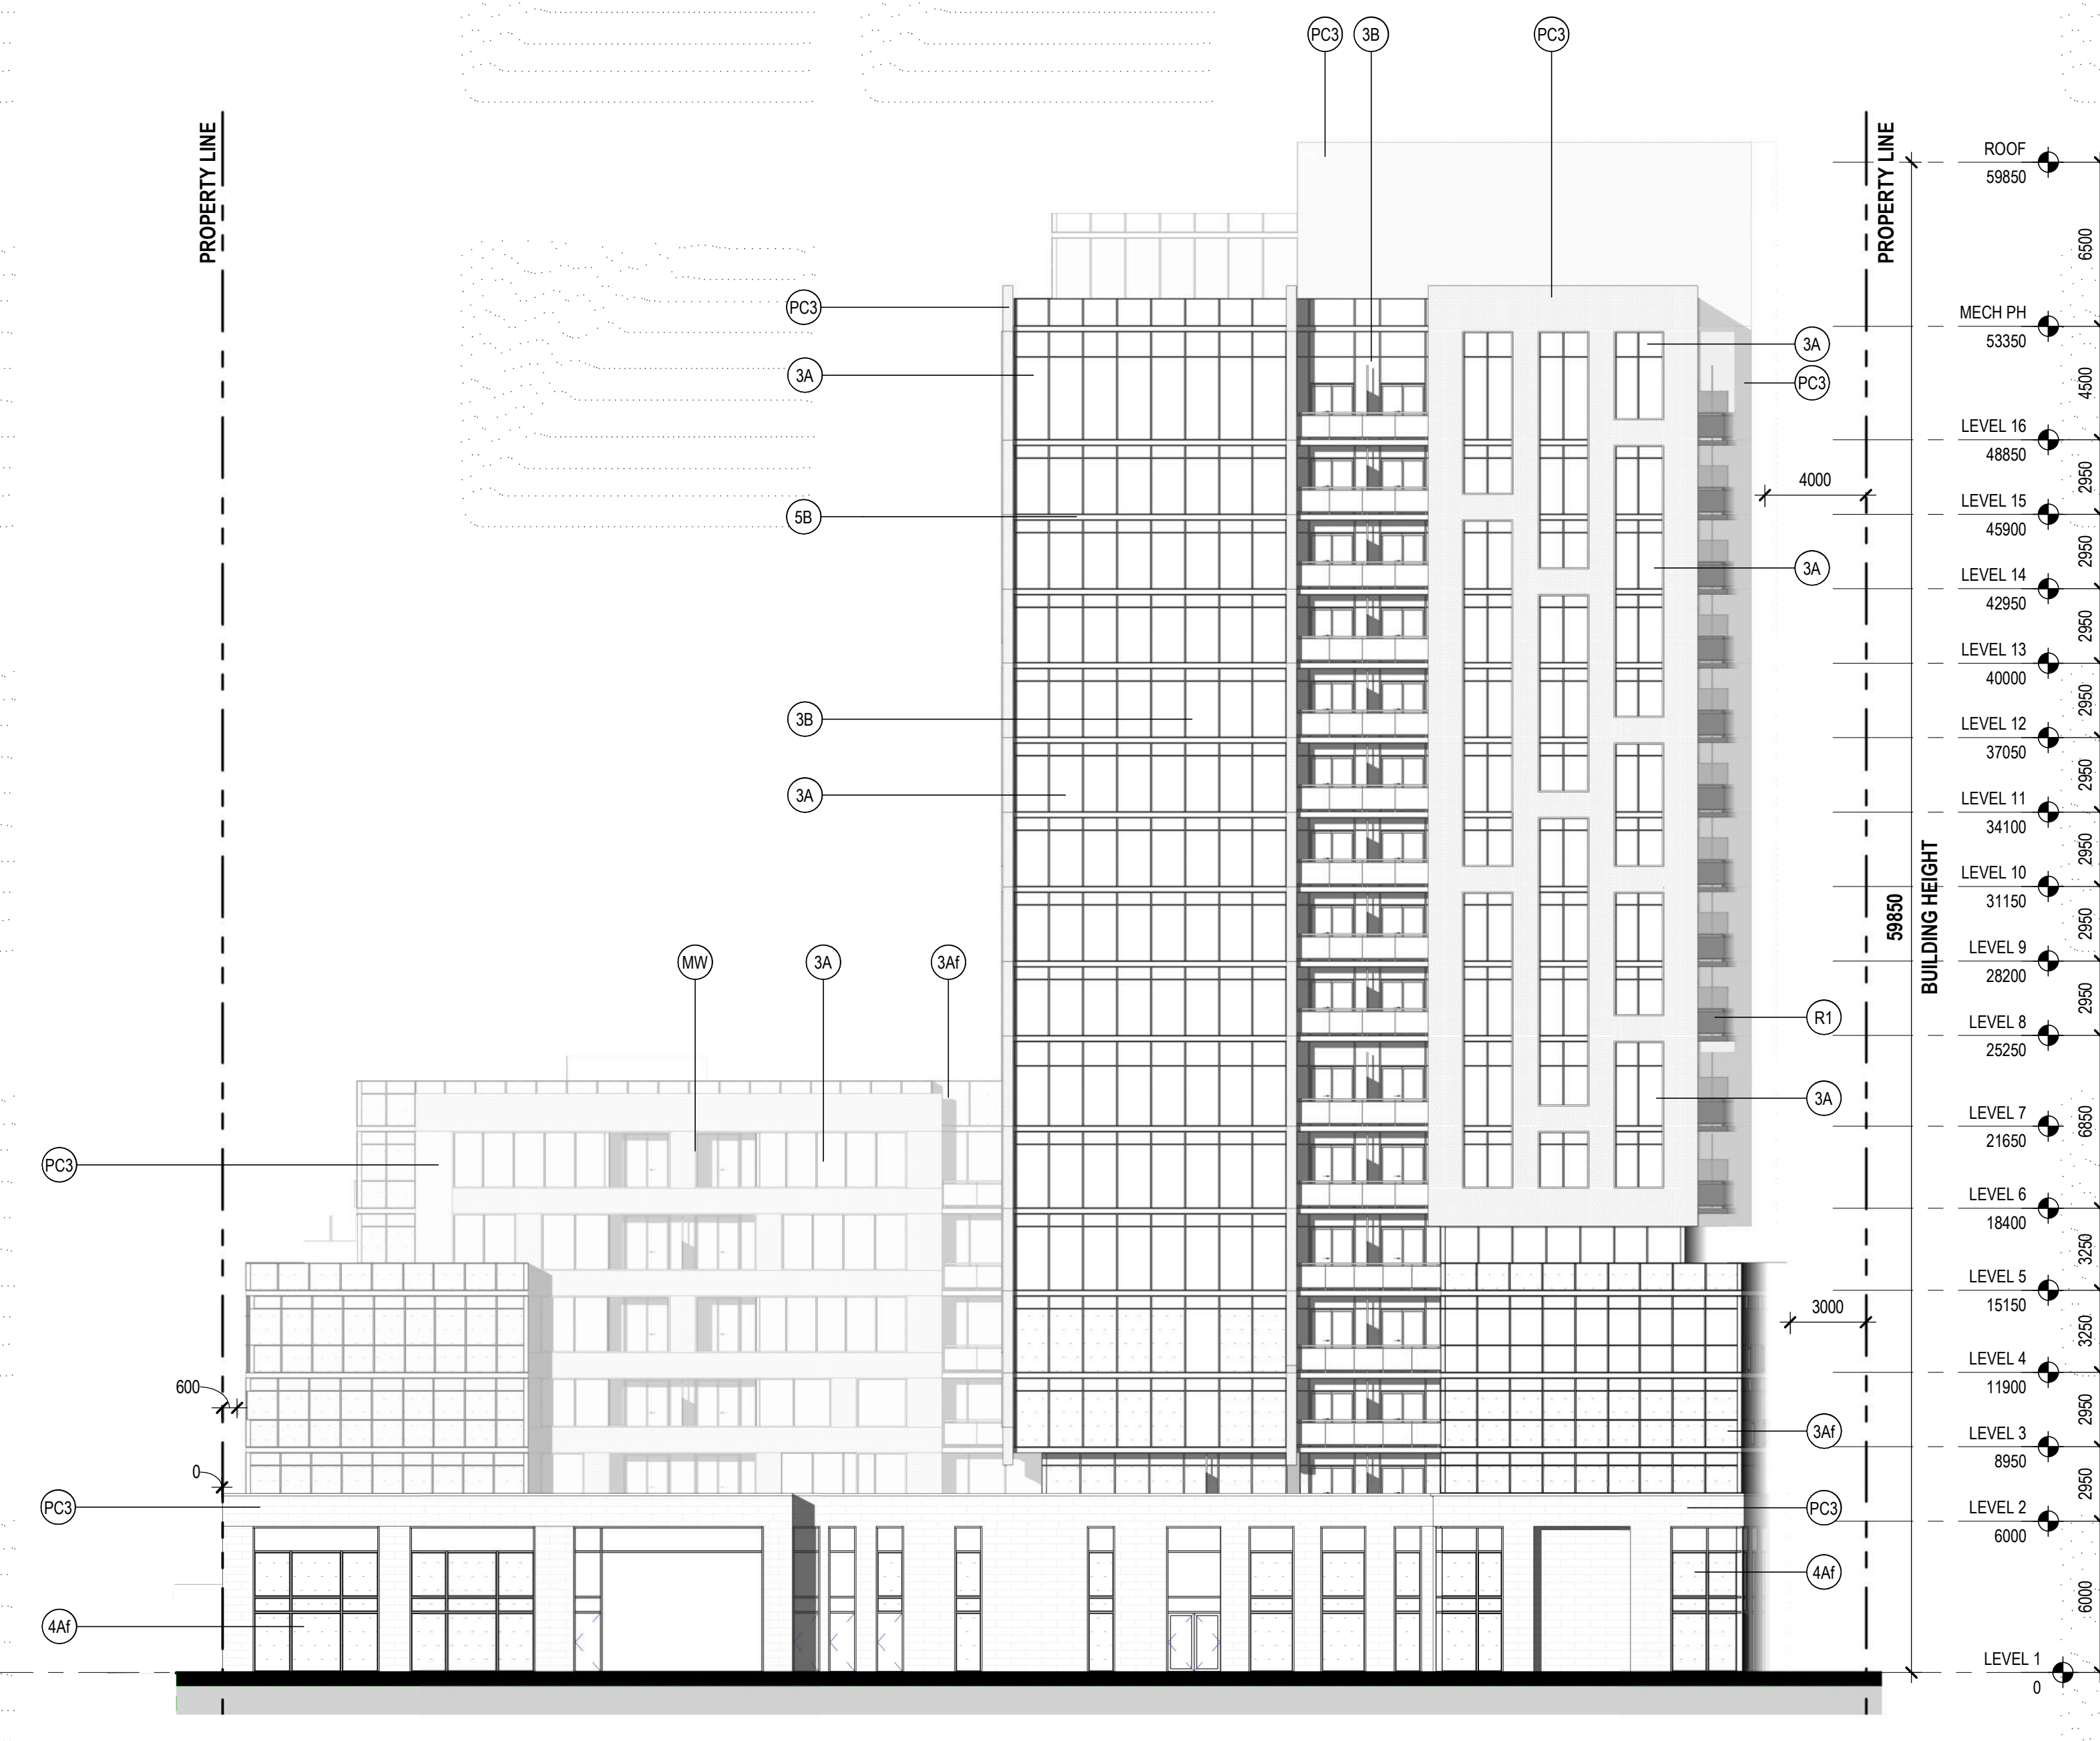 PC3
3B
PC3
PROPERTY LINE
PROPERTY LINE
ROOF
59850
6500
PC3
MECH PH
53350
3A
3A
PC3
4500
LEVEL 16
48850
4000
2950
5B
LEVEL 15
45900
2950
3A
LEVEL 14
42950
2950
LEVEL 13
40000
2950
3B
LEVEL 12
37050
2950
3A
LEVEL 11
34100
2950
LEVEL 10
31150
59850
BUILDING HEIGHT
2950
MW
3A
3Af
LEVEL 9
28200
2950
R1
LEVEL 8
25250
3A
LEVEL 7
21650
6850
PC3
LEVEL 6
18400
3250
LEVEL 5
15150
3000
3250
LEVEL 4
11900
600
2950
3Af
LEVEL 3
8950
0
2950
PC3
PC3
LEVEL 2
6000
4Af
6000
4Af
LEVEL 1
0